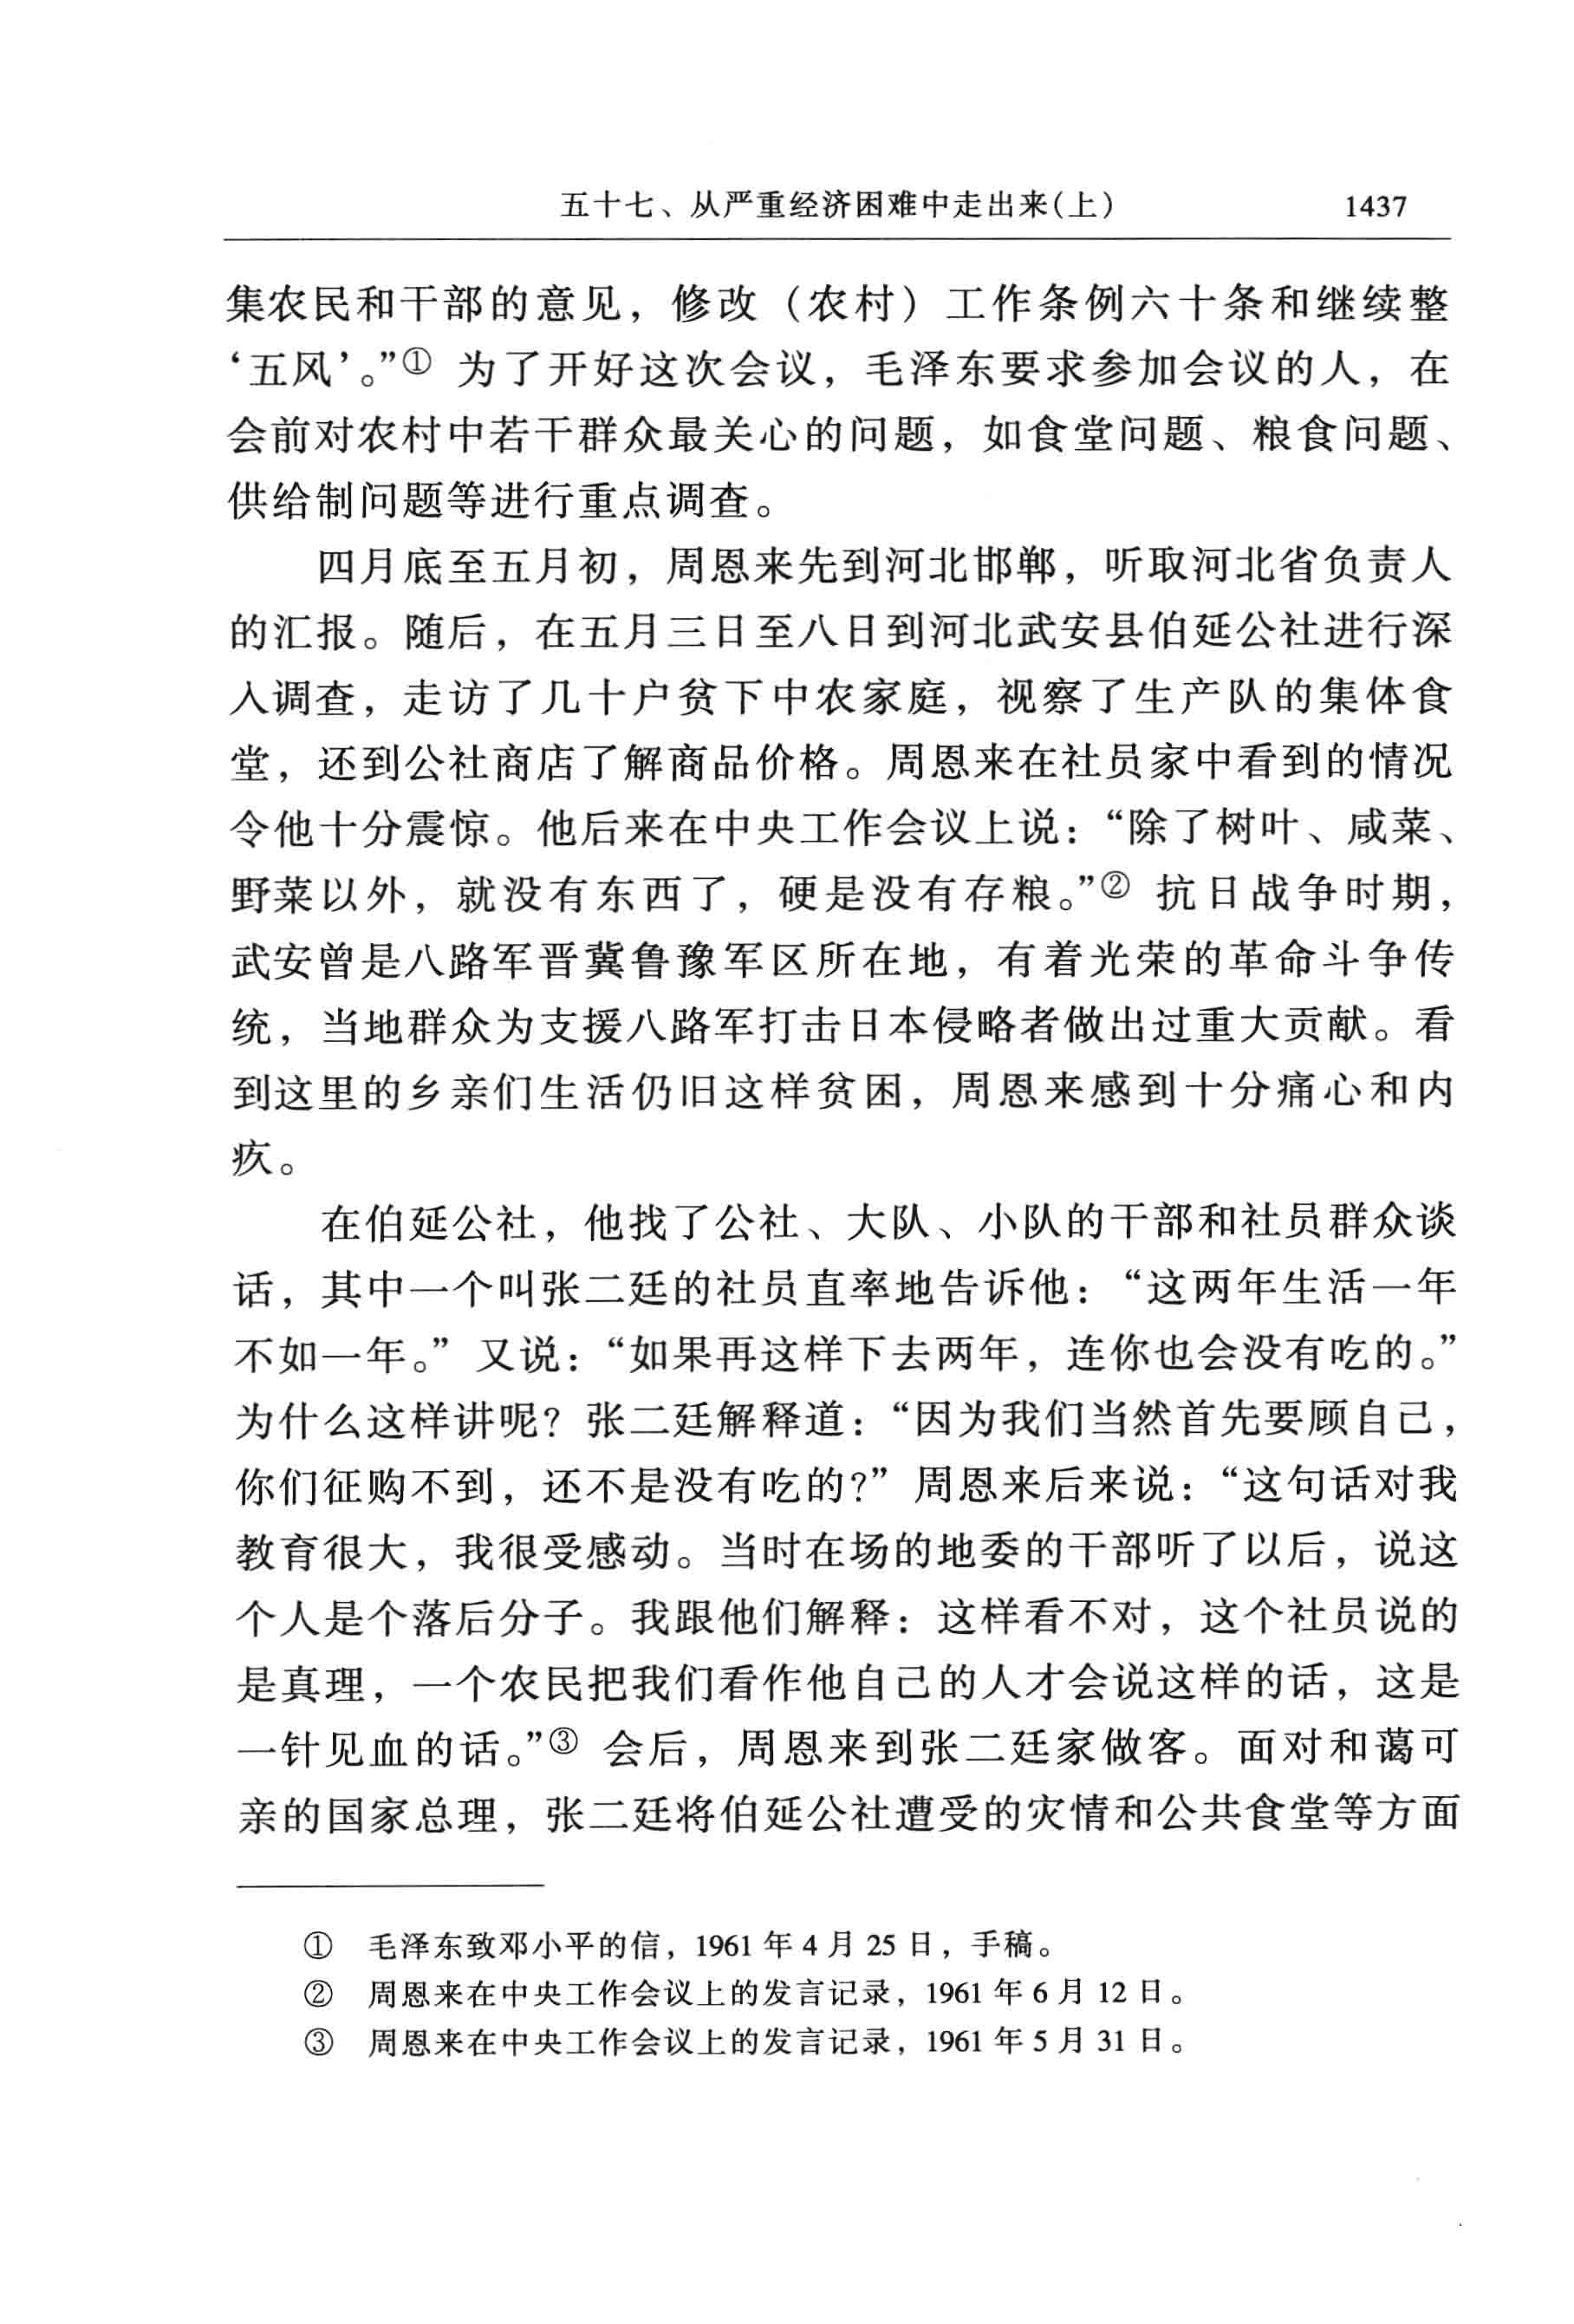 五十七、从严重经济困难中走出来(上) 1437
集农民和干部的意见，修改（农村）工作条例六十条和继续整
‘五风’。”① 为了开好这次会议，毛泽东要求参加会议的人，在
会前对农村中若干群众最关心的问题，如食堂问题、粮食问题、
供给制问题等进行重点调查。
四月底至五月初，周恩来先到河北邯郸，听取河北省负责人
的汇报。随后，在五月三日至八日到河北武安县伯延公社进行深
入调查，走访了几十户贫下中农家庭，视察了生产队的集体食
堂，还到公社商店了解商品价格。周恩来在社员家中看到的情况
令他十分震惊。他后来在中央工作会议上说：“除了树叶、咸菜、
野菜以外，就没有东西了，硬是没有存粮。”② 抗日战争时期，
武安曾是八路军晋冀鲁豫军区所在地，有着光荣的革命斗争传
统，当地群众为支援八路军打击日本侵略者做出过重大贡献。看
到这里的乡亲们生活仍旧这样贫困，周恩来感到十分痛心和内
疚。
在伯延公社，他找了公社、大队、小队的干部和社员群众谈
话，其中一个叫张二廷的社员直率地告诉他：“这两年生活一年
不如一年。”又说：“如果再这样下去两年，连你也会没有吃的。”
为什么这样讲呢？张二廷解释道：“因为我们当然首先要顾自己，
你们征购不到，还不是没有吃的？”周恩来后来说：“这句话对我
教育很大，我很受感动。当时在场的地委的干部听了以后，说这
个人是个落后分子。我跟他们解释：这样看不对，这个社员说的
是真理，一个农民把我们看作他自己的人才会说这样的话，这是
一针见血的话。”③ 会后，周恩来到张二廷家做客。面对和蔼可
亲的国家总理，张二廷将伯延公社遭受的灾情和公共食堂等方面
① 毛泽东致邓小平的信，1961 年 4 月 25 日，手稿。
② 周恩来在中央工作会议上的发言记录，1961 年 6 月 12 日。
③ 周恩来在中央工作会议上的发言记录，1961 年 5 月 31 日。